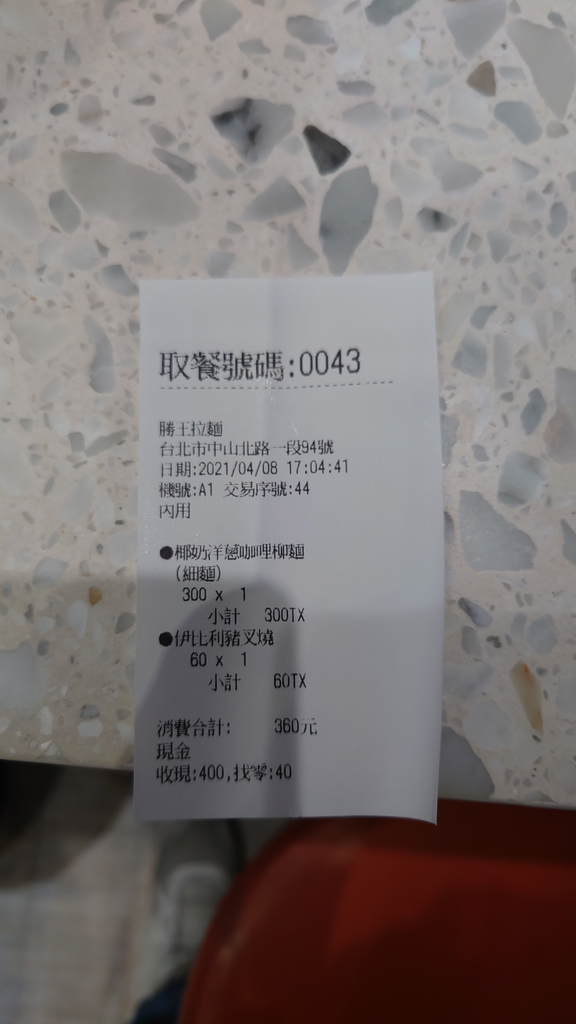 取餐號碼:0043
勝王拉麵
台北市中山北路一段94號
日期:2021/04/08 17:04:41
機號:A1 交易序號:44
內用
●椰奶洋蔥咖哩柳麵
(細麵)
300 x 1
小計 300TX
●伊比利豬叉燒
60 x 1
小計 60TX
消費合計: 360元
現金
收現:400,找零:40